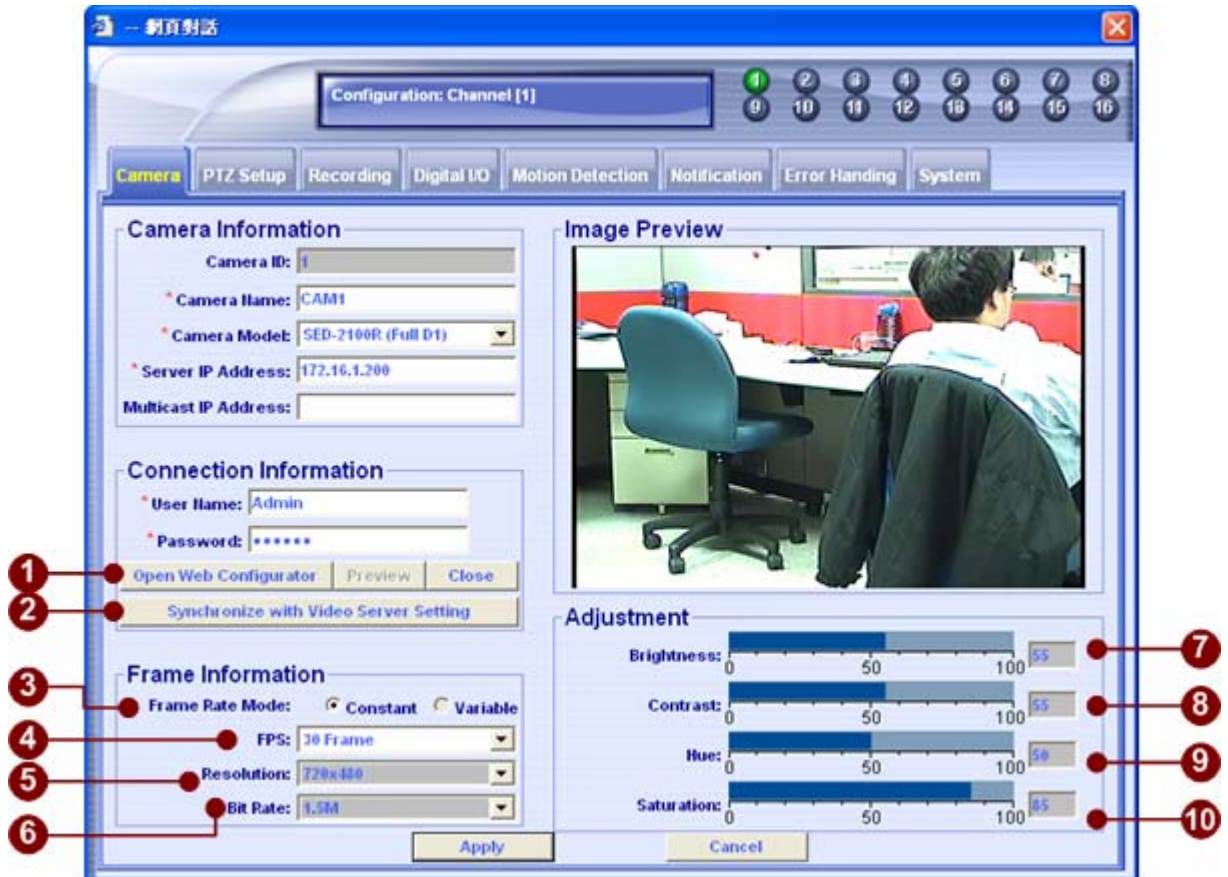 -- 網頁對話
Configuration: Channel [1]
1 2 3 4 5 6 7 8
9 10 11 12 13 14 15 16
Camera PTZ Setup Recording Digital I/O Motion Detection Notification Error Handing System
Camera Information
Camera ID: 1
* Camera Name: CAM1
* Camera Model: SED-2100R (Full D1)
* Server IP Address: 172.16.1.200
Multicast IP Address:
Connection Information
* User Name: Admin
* Password: ******
1 Open Web Configurator Preview Close
2 Synchronize with Video Server Setting
Frame Information
3 Frame Rate Mode: Constant Variable
4 FPS: 30 Frame
5 Resolution: 720x480
6 Bit Rate: 1.5M
Image Preview
Adjustment
Brightness: 0 50 100 55 7
Contrast: 0 50 100 55 8
Hue: 0 50 100 50 9
Saturation: 0 50 100 85 10
Apply Cancel